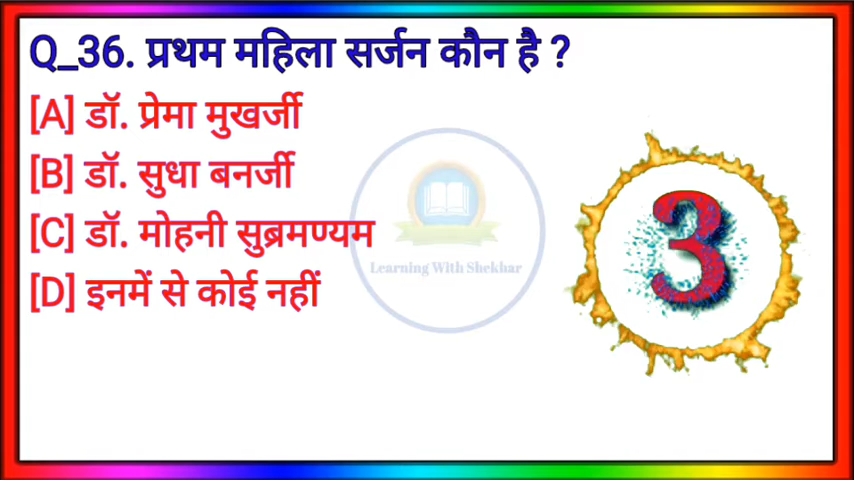 Q_36. प्रथम महिला सर्जन कौन है ?
[A] डॉ. प्रेमा मुखर्जी
[B] डॉ. सुधा बनर्जी
[C] डॉ. मोहनी सुब्रमण्यम
[D] इनमें से कोई नहीं
Learning With Shekhar
3